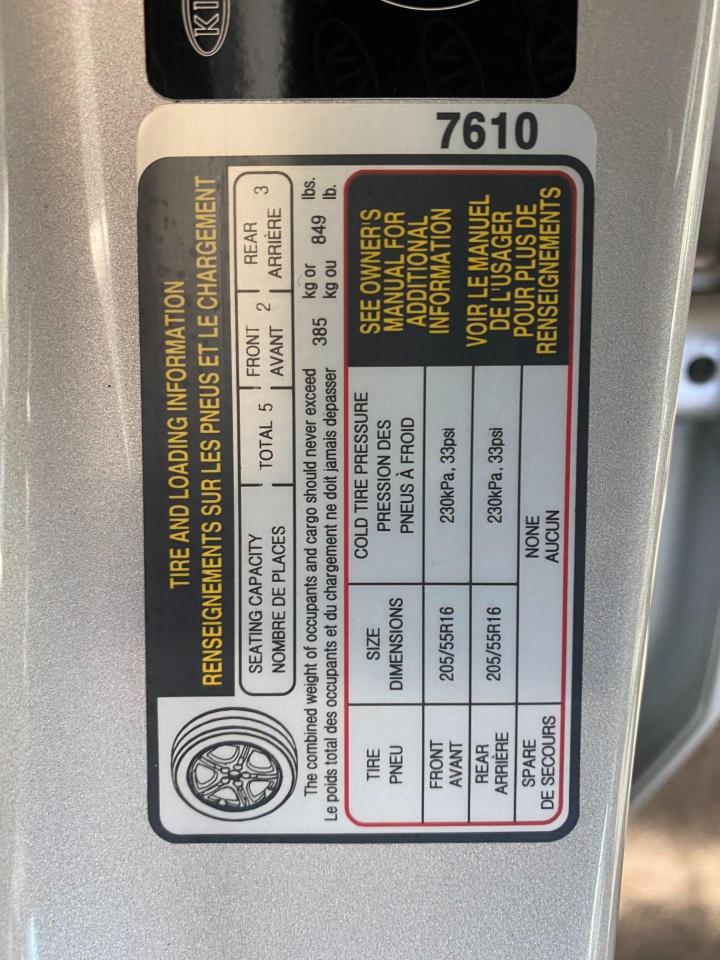 KIA
7610
TIRE AND LOADING INFORMATION
RENSEIGNEMENTS SUR LES PNEUS ET LE CHARGEMENT
SEATING CAPACITY TOTAL 5 FRONT 2 REAR 3
NOMBRE DE PLACES AVANT ARRIÈRE
The combined weight of occupants and cargo should never exceed 385 kg or 849 lbs.
Le poids total des occupants et du chargement ne doit jamais dépasser kg ou lb.
TIRE SIZE COLD TIRE PRESSURE
PNEU DIMENSIONS PRESSION DES
PNEUS À FROID
FRONT 205/55R16 230kPa, 33psi
AVANT
REAR 205/55R16 230kPa, 33psi
ARRIÈRE
SPARE NONE
DE SECOURS AUCUN
SEE OWNER'S
MANUAL FOR
ADDITIONAL
INFORMATION
VOIR LE MANUEL
DE L'USAGER
POUR PLUS DE
RENSEIGNEMENTS